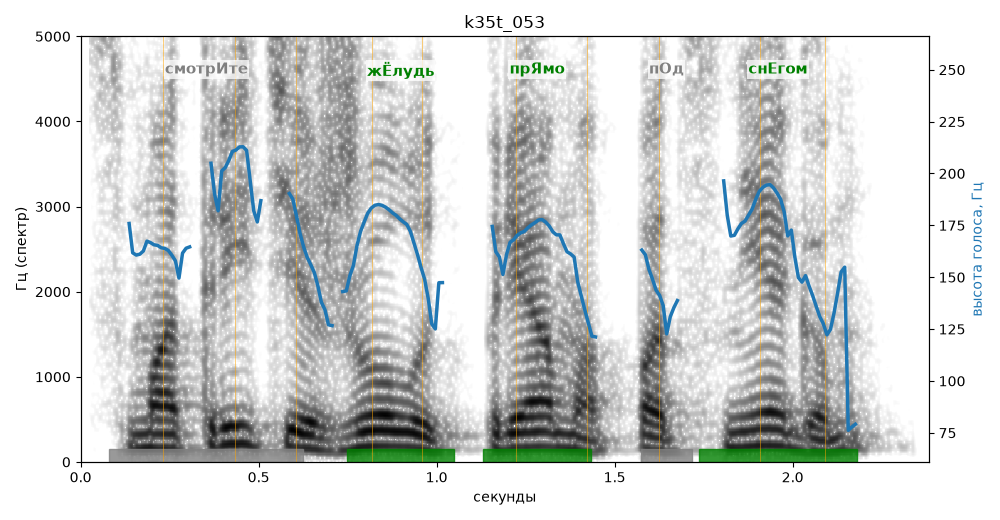 k35t_053
смотрИте жЁлудь прЯмо пОд снЕгом
5000
4000
3000
2000
1000
0
Гц (спектр)
250
225
200
175
150
125
100
75
высота голоса, Гц
0.0 0.5 1.0 1.5 2.0
секунды